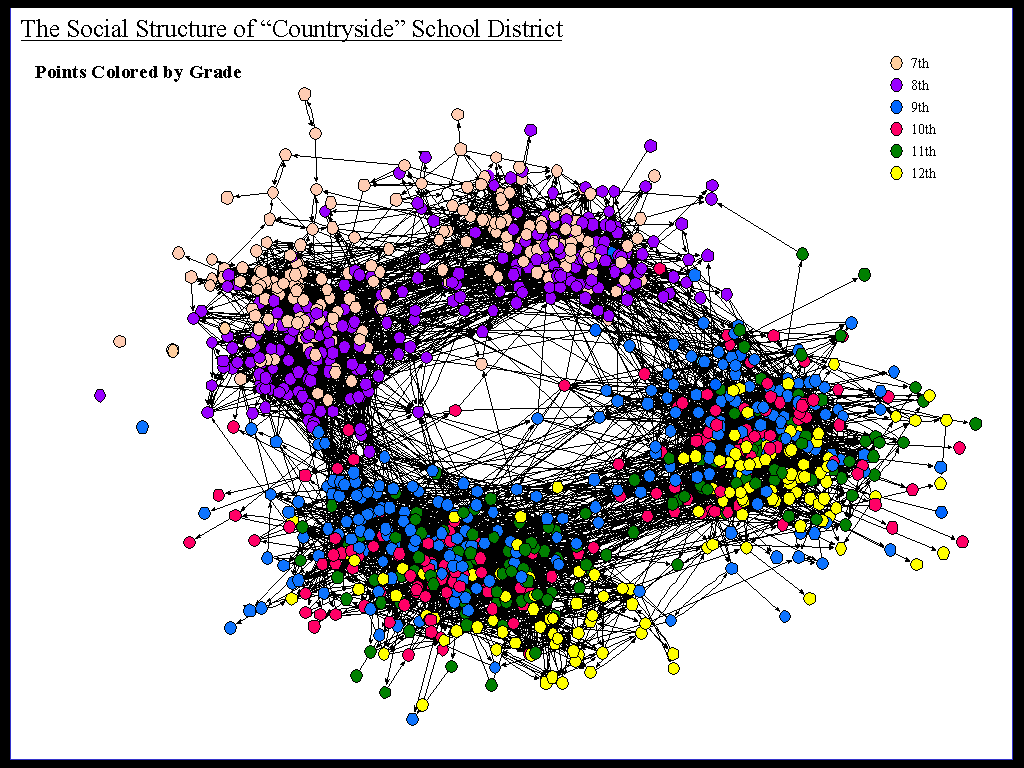 The Social Structure of “Countryside” School District
Points Colored by Grade
7th
8th
9th
10th
11th
12th